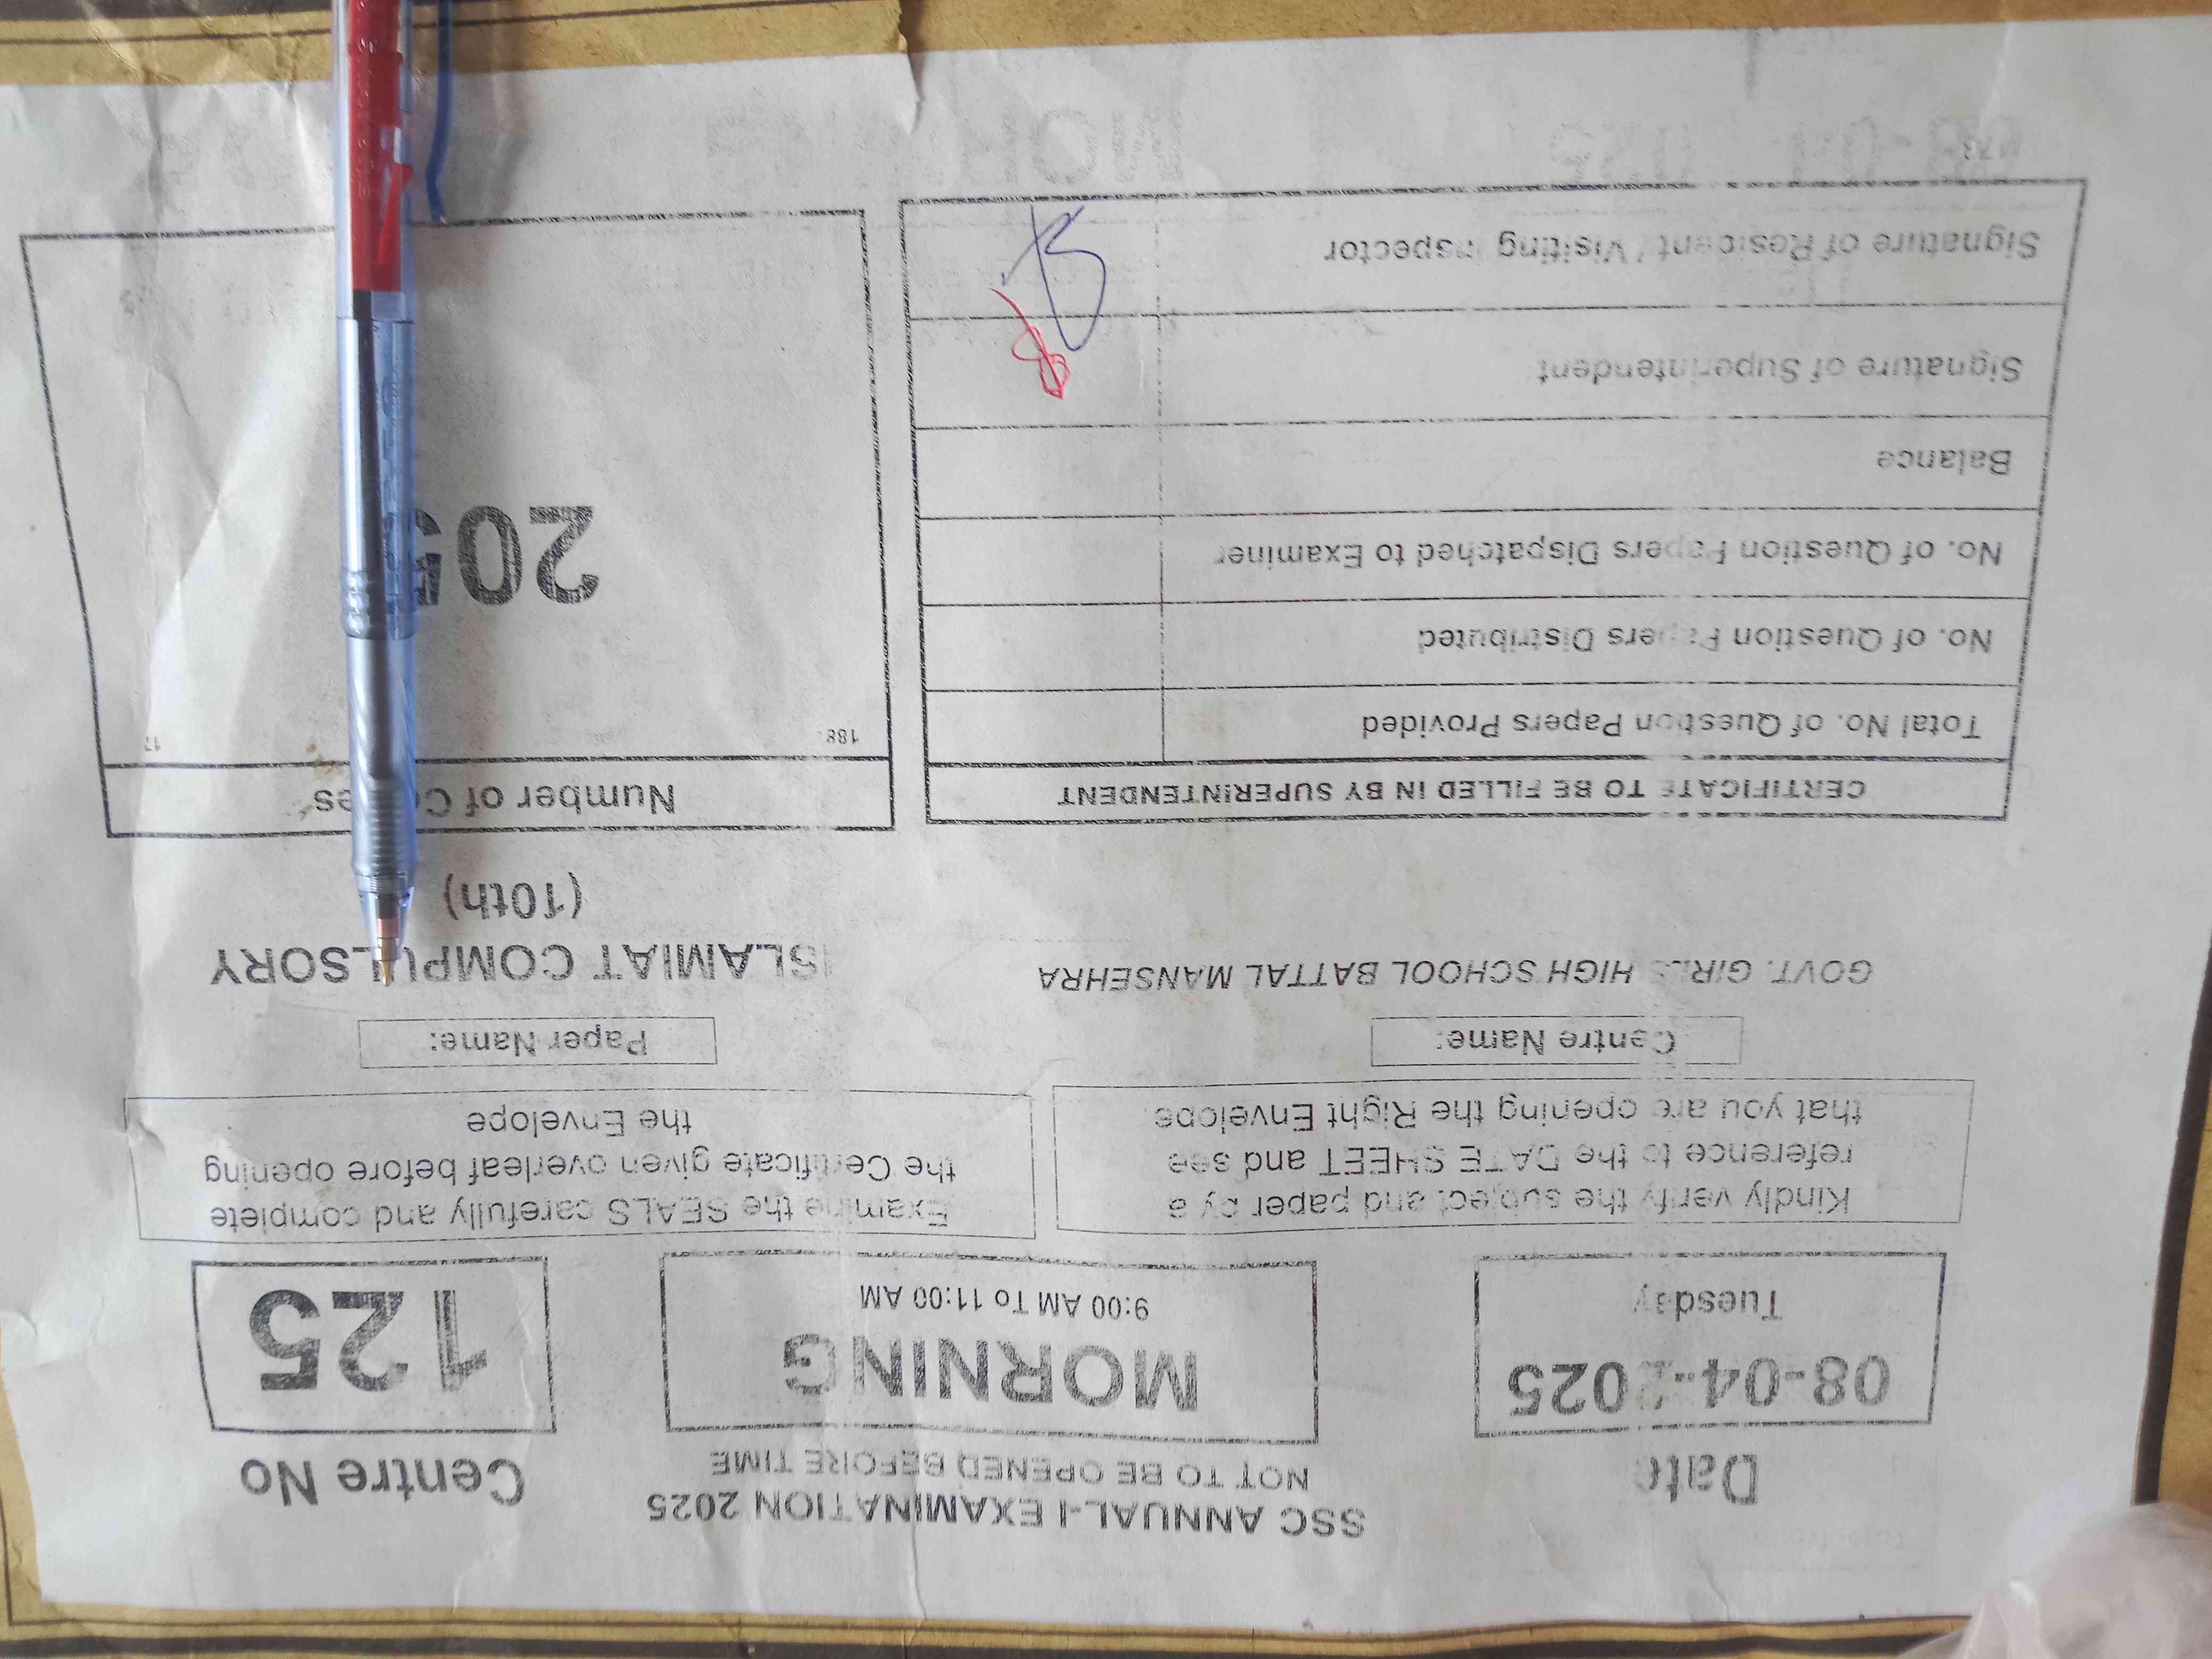 SSC ANNUAL-I EXAMINATION 2025
NOT TO BE OPENED BEFORE TIME
Date
08-04-2025
Tuesday
MORNING
9:00 AM To 11:00 AM
Centre No
125
Kindly verify the subject and paper by a
reference to the DATE SHEET and see
that you are opening the Right Envelope
Examine the SEALS carefully and complete
the Certificate given overleaf before opening
the Envelope
Centre Name:
GOVT. GIRLS HIGH SCHOOL BATTAL MANSEHRA
Paper Name:
ISLAMIAT COMPULSORY
(10th)
CERTIFICATE TO BE FILLED IN BY SUPERINTENDENT
Total No. of Question Papers Provided
No. of Question Papers Distributed
No. of Question Papers Dispatched to Examiner
Balance
Signature of Superintendent
Signature of Resident / Visiting Inspector
Number of Copies
188
17
20